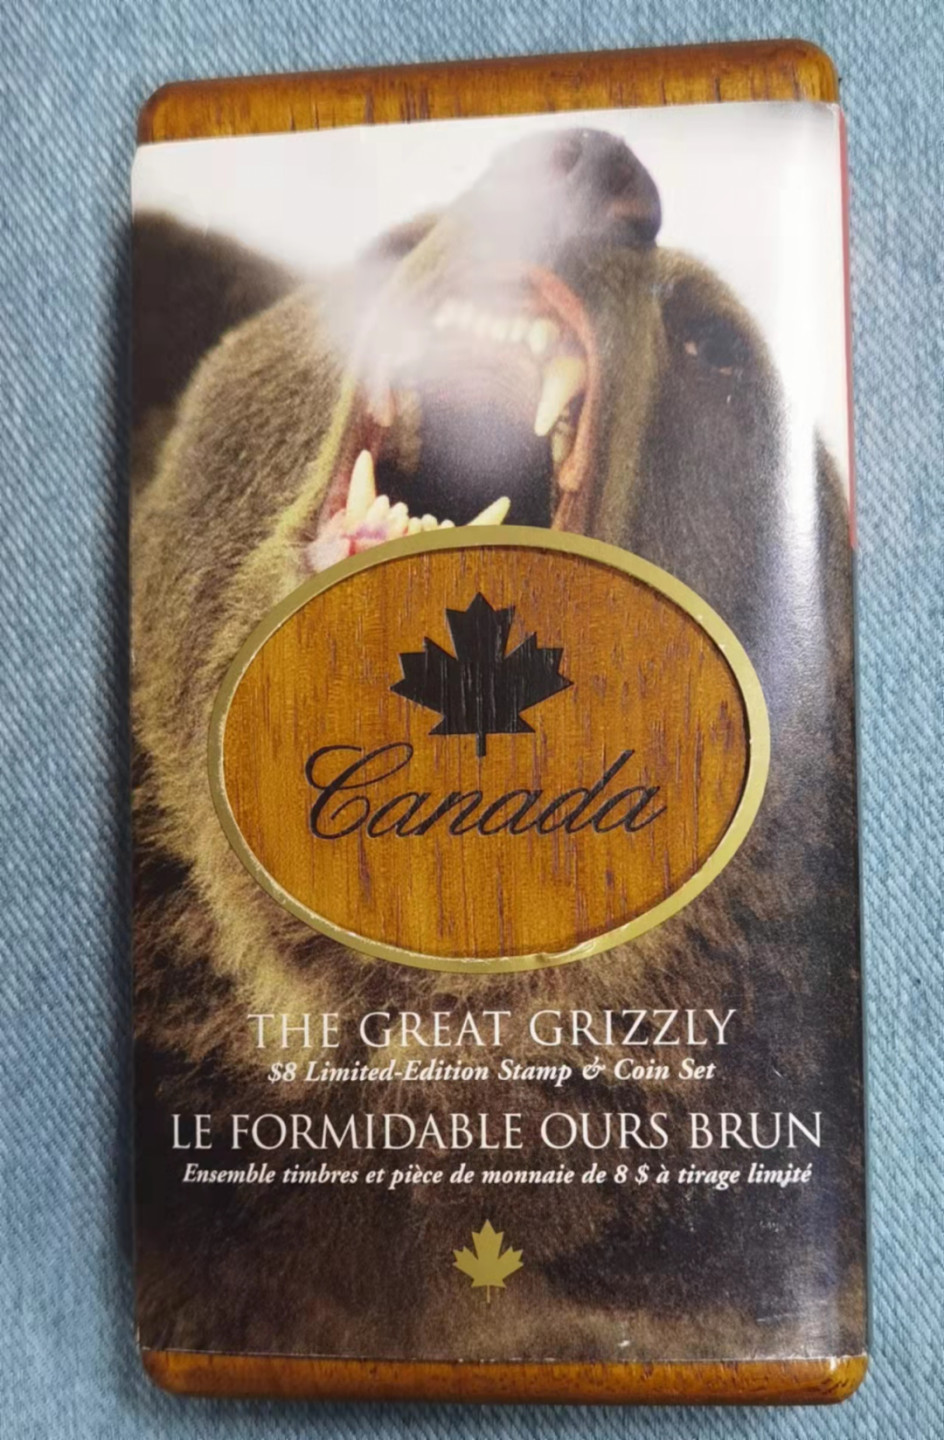 Canada
THE GREAT GRIZZLY
$8 Limited-Edition Stamp & Coin Set
LE FORMIDABLE OURS BRUN
Ensemble timbres et pièce de monnaie de 8 $ à tirage limité